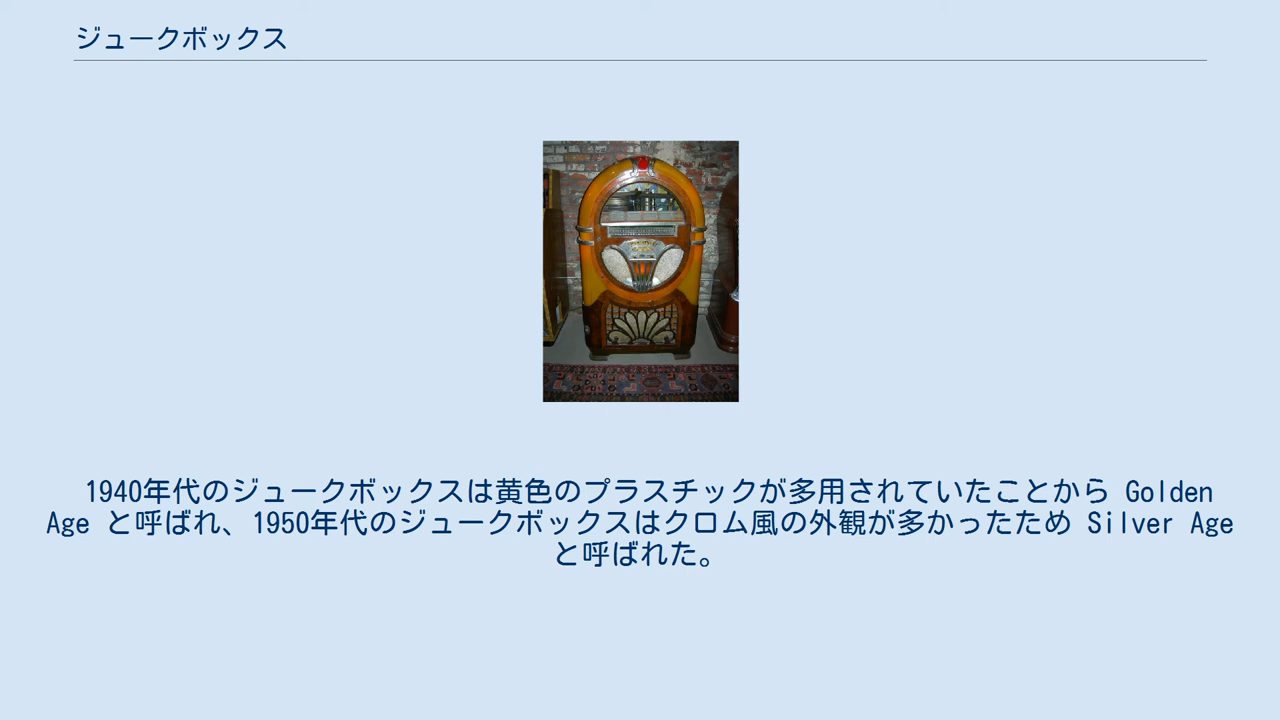 ジュークボックス
1940年代のジュークボックスは黄色のプラスチックが多用されていたことから Golden
Age と呼ばれ、1950年代のジュークボックスはクロム風の外観が多かったため Silver Age
と呼ばれた。